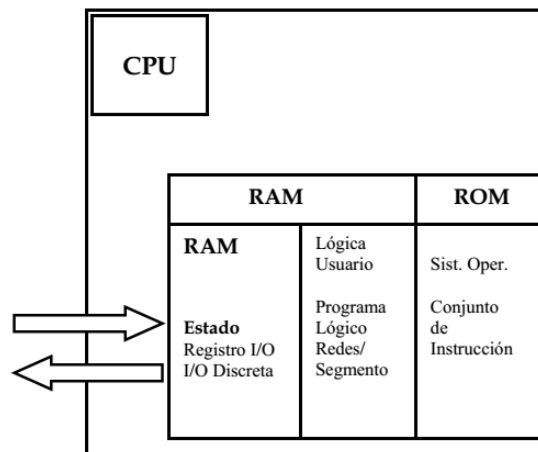 CPU
RAM
ROM
RAM
Estado
Registro I/O
I/O Discreta
Lógica
Usuario
Programa
Lógico
Redes/
Segmento
Sist. Oper.
Conjunto
de
Instrucción